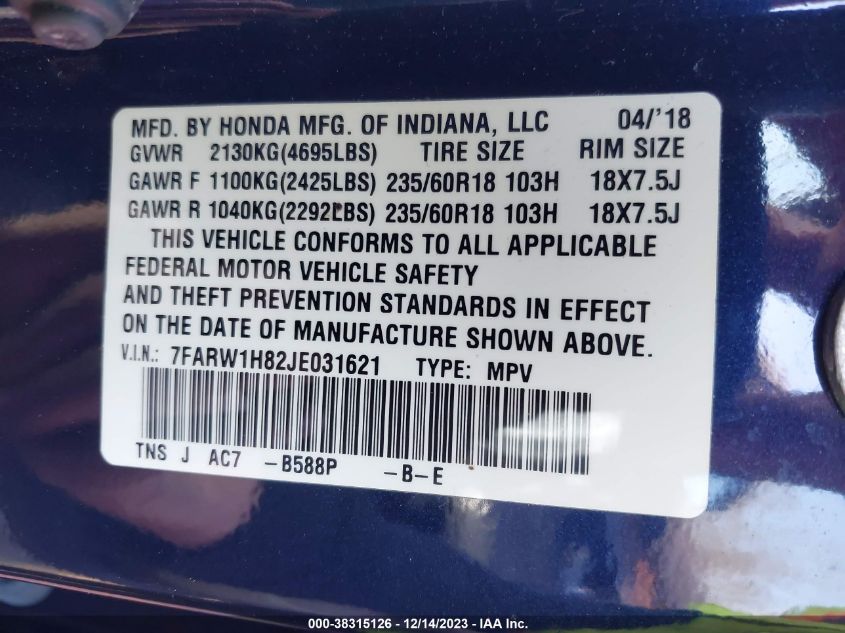 MFD. BY HONDA MFG. OF INDIANA, LLC 04/'18
GVWR 2130KG(4695LBS) TIRE SIZE RIM SIZE
GAWR F 1100KG(2425LBS) 235/60R18 103H 18X7.5J
GAWR R 1040KG(2292LBS) 235/60R18 103H 18X7.5J
THIS VEHICLE CONFORMS TO ALL APPLICABLE
FEDERAL MOTOR VEHICLE SAFETY
AND THEFT PREVENTION STANDARDS IN EFFECT
ON THE DATE OF MANUFACTURE SHOWN ABOVE.
V.I.N.: 7FARW1H82JE031621 TYPE: MPV
TNS J AC7 -B588P -B-E
000-38315126 - 12/14/2023 - IAA Inc.